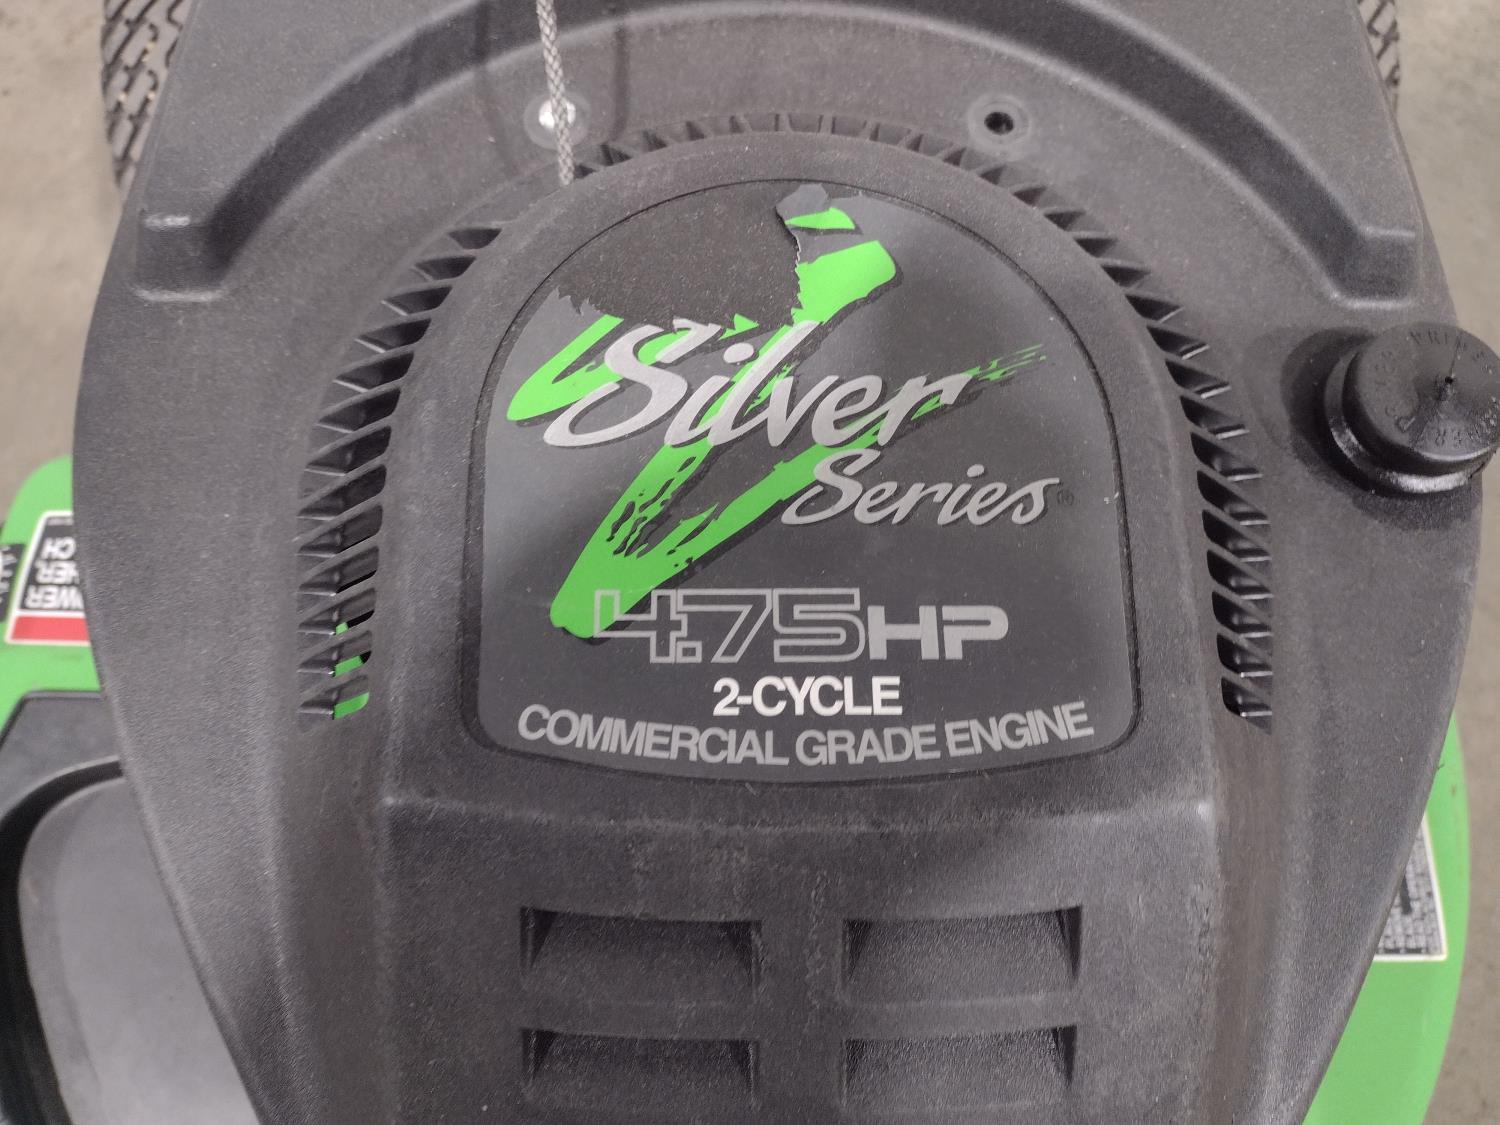 Silver
Series
4.75HP
2-CYCLE
COMMERCIAL GRADE ENGINE